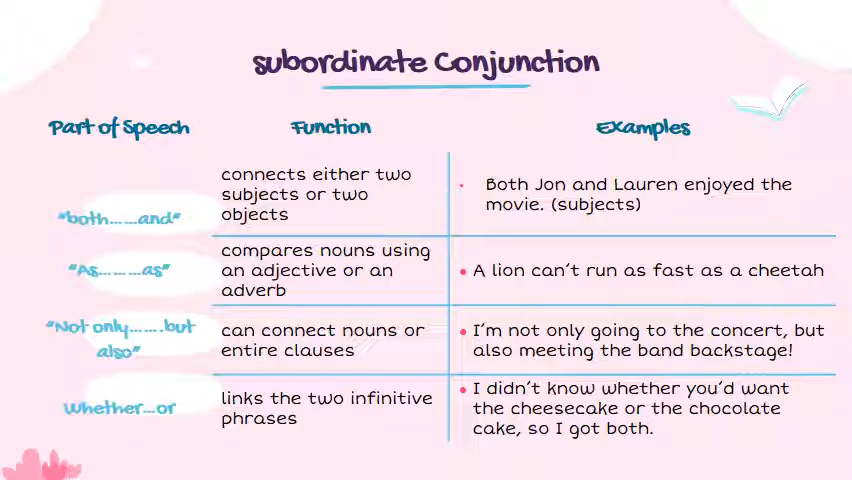 subordinate Conjunction
Part of Speech
Function
Examples
"both……and"
connects either two
subjects or two
objects
• Both Jon and Lauren enjoyed the
movie. (subjects)
"As………as"
compares nouns using
an adjective or an
adverb
• A lion can't run as fast as a cheetah
"Not only…….but
also"
can connect nouns or
entire clauses
• I'm not only going to the concert, but
also meeting the band backstage!
Whether...or
links the two infinitive
phrases
• I didn't know whether you'd want
the cheesecake or the chocolate
cake, so I got both.